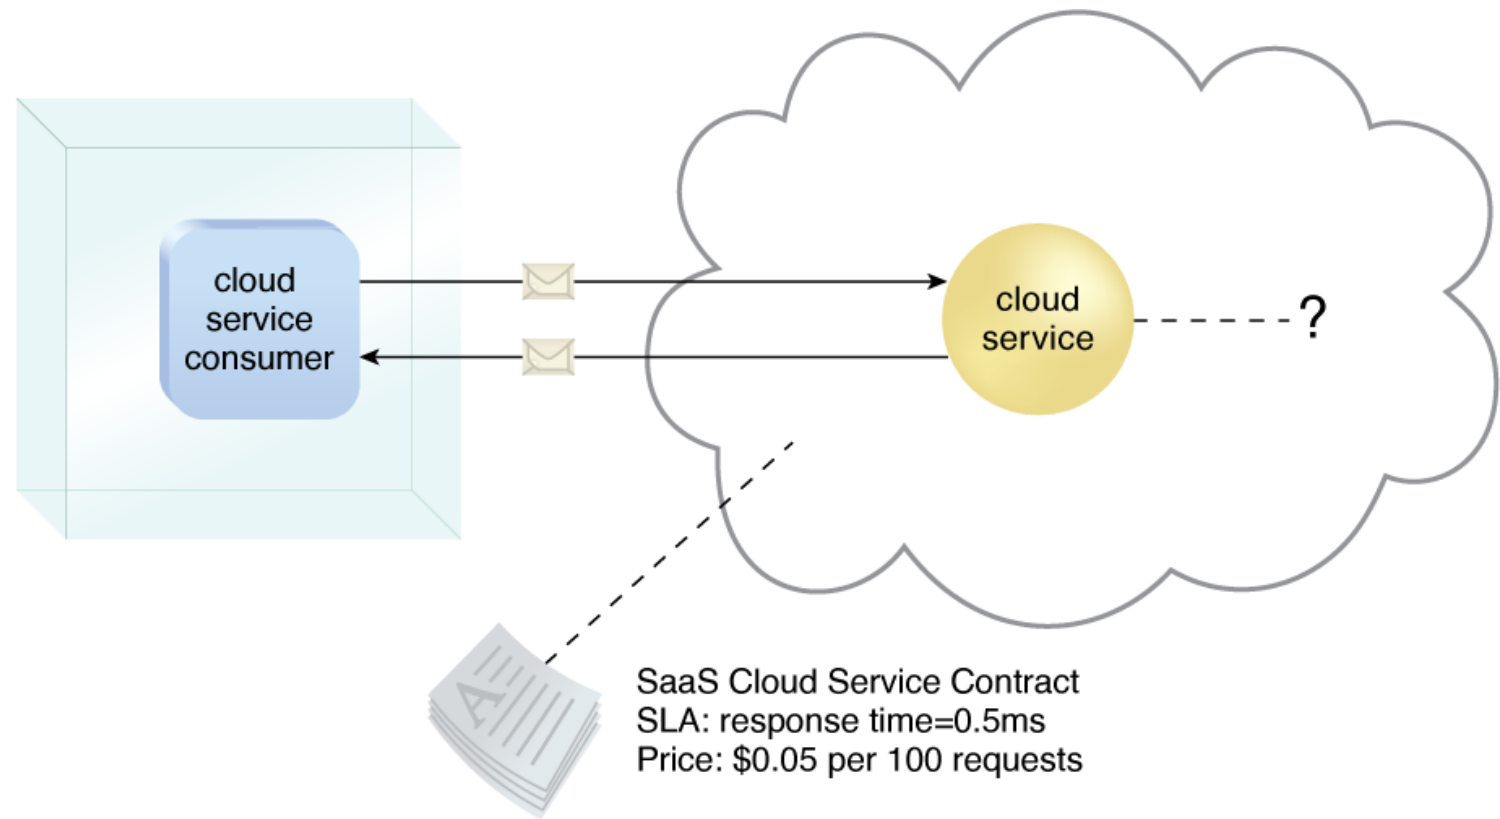 cloud
service
consumer
cloud
service
?
A
SaaS Cloud Service Contract
SLA: response time=0.5ms
Price: $0.05 per 100 requests